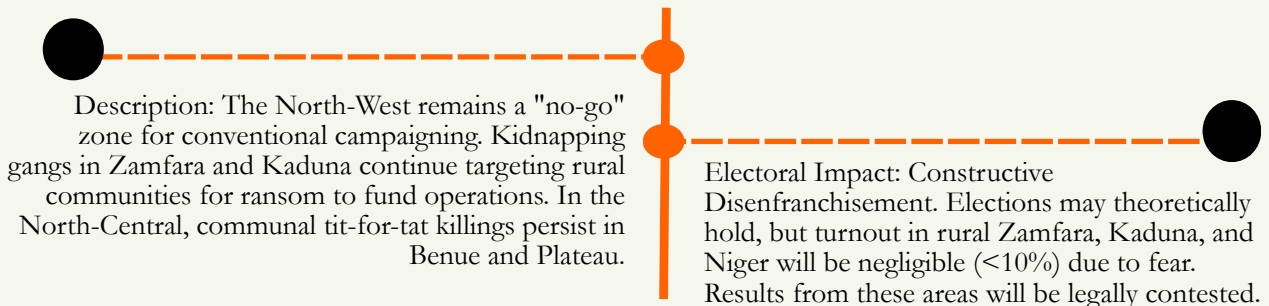 Description: The North-West remains a "no-go"
zone for conventional campaigning. Kidnapping
gangs in Zamfara and Kaduna continue targeting rural
communities for ransom to fund operations. In the
North-Central, communal tit-for-tat killings persist in
Benue and Plateau.
Electoral Impact: Constructive
Disenfranchisement. Elections may theoretically
hold, but turnout in rural Zamfara, Kaduna, and
Niger will be negligible (<10%) due to fear.
Results from these areas will be legally contested.